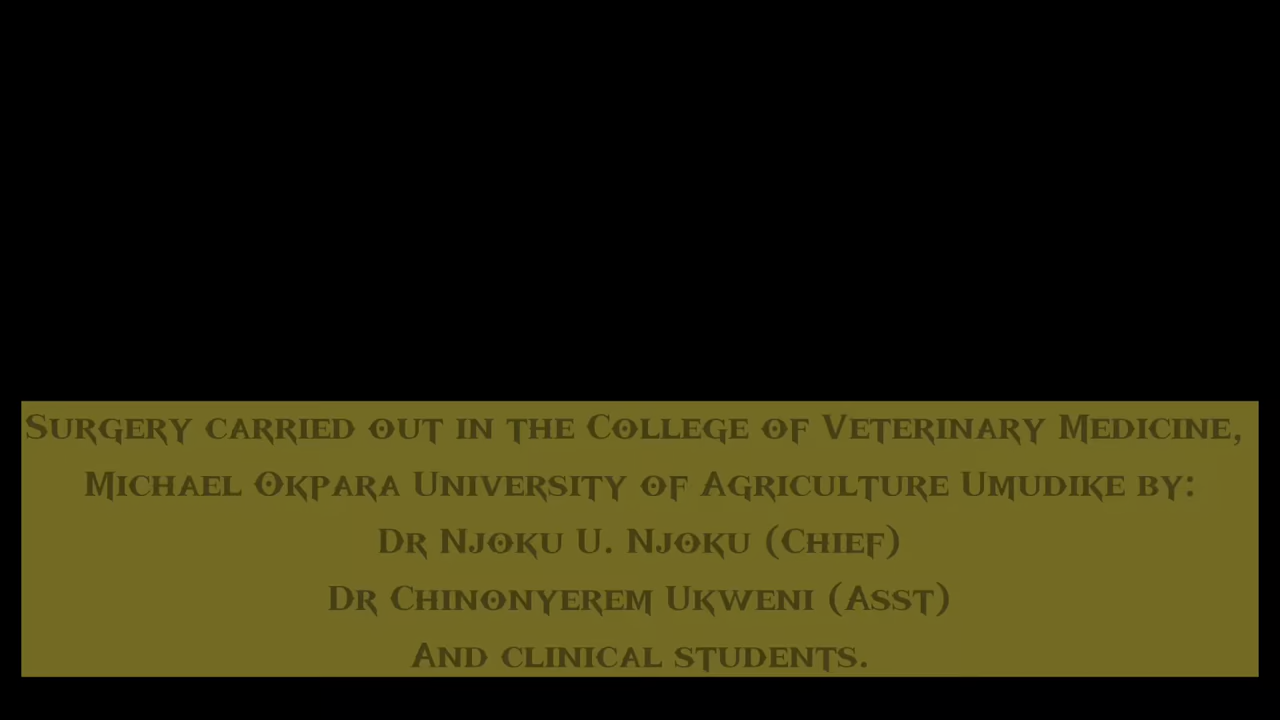 Surgery carried out in the College of Veterinary Medicine,
Michael Okpara University of Agriculture Umudike by:
Dr Njoku U. Njoku (Chief)
Dr Chinonyerem Ukweni (Asst)
And clinical students.